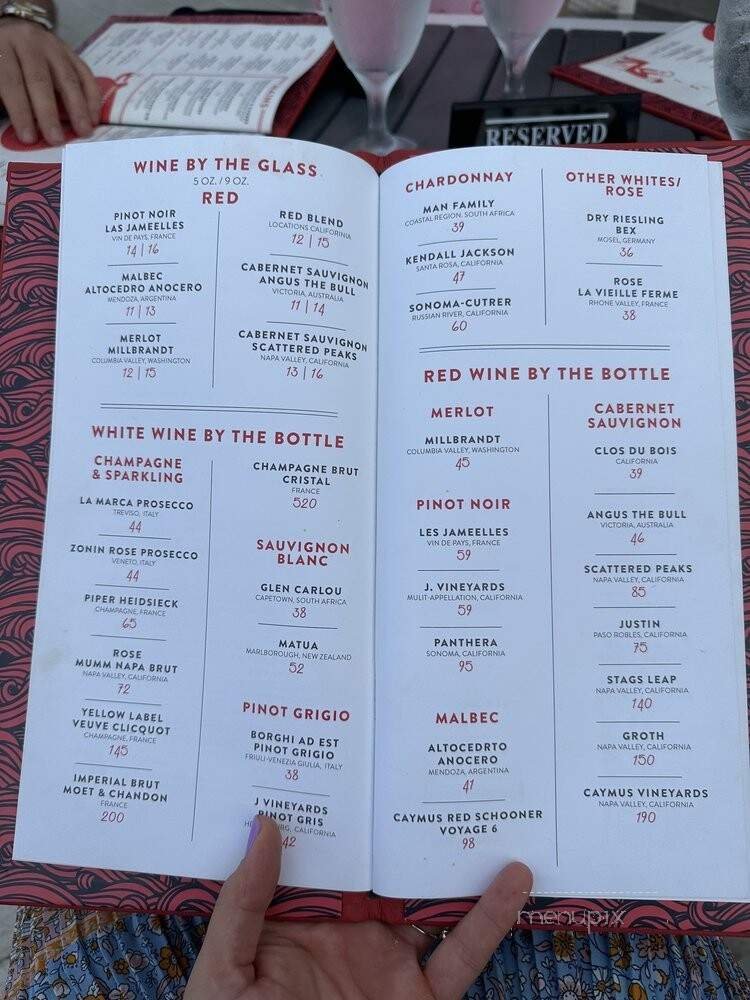 WINE BY THE GLASS
5 OZ. / 9 OZ.
RED
PINOT NOIR
LAS JAMEELLES
VIN DE PAYS, FRANCE
14 | 16
MALBEC
ALTOCEDRO ANOCERO
MENDOZA, ARGENTINA
11 | 13
MERLOT
MILLBRANDT
COLUMBIA VALLEY, WASHINGTON
12 | 15
RED BLEND
LOCATIONS CALIFORINIA
12 | 15
CABERNET SAUVIGNON
ANGUS THE BULL
VICTORIA, AUSTRALIA
11 | 14
CABERNET SAUVIGNON
SCATTERED PEAKS
NAPA VALLEY, CALIFORNIA
13 | 16
WHITE WINE BY THE BOTTLE
CHAMPAGNE
& SPARKLING
LA MARCA PROSECCO
TREVISO, ITALY
44
ZONIN ROSE PROSECCO
VENETO, ITALY
44
PIPER HEIDSIECK
CHAMPAGNE, FRANCE
65
ROSE
MUMM NAPA BRUT
NAPA VALLEY, CALIFORNIA
72
YELLOW LABEL
VEUVE CLICQUOT
CHAMPAGNE, FRANCE
145
IMPERIAL BRUT
MOET & CHANDON
FRANCE
200
CHAMPAGNE BRUT
CRISTAL
FRANCE
520
SAUVIGNON
BLANC
GLEN CARLOU
CAPETOWN, SOUTH AFRICA
38
MATUA
MARLBOROUGH, NEW ZEALAND
52
PINOT GRIGIO
BORGHI AD EST
PINOT GRIGIO
FRIULI-VENEZIA GIULIA, ITALY
38
J VINEYARDS
PINOT GRIS
CALIFORNIA
42
CHARDONNAY
MAN FAMILY
COASTAL REGION, SOUTH AFRICA
39
KENDALL JACKSON
SANTA ROSA, CALIFORNIA
47
SONOMA-CUTRER
RUSSIAN RIVER, CALIFORNIA
60
OTHER WHITES/
ROSE
DRY RIESLING
BEX
MOSEL, GERMANY
36
ROSE
LA VIEILLE FERME
RHONE VALLEY, FRANCE
38
RED WINE BY THE BOTTLE
MERLOT
MILLBRANDT
COLUMBIA VALLEY, WASHINGTON
45
PINOT NOIR
LES JAMEELLES
VIN DE PAYS, FRANCE
59
J. VINEYARDS
MULIT-APPELLATION, CALIFORNIA
59
PANTHERA
SONOMA, CALIFORNIA
95
MALBEC
ALTOCEDRTO
ANOCERO
MENDOZA, ARGENTINA
41
CAYMUS RED SCHOONER
VOYAGE 6
98
CABERNET
SAUVIGNON
CLOS DU BOIS
CALIFORNIA
39
ANGUS THE BULL
VICTORIA, AUSTRALIA
46
SCATTERED PEAKS
NAPA VALLEY, CALIFORNIA
85
JUSTIN
PASO ROBLES, CALIFORNIA
75
STAGS LEAP
NAPA VALLEY, CALIFORNIA
140
GROTH
NAPA VALLEY, CALIFORNIA
150
CAYMUS VINEYARDS
NAPA VALLEY, CALIFORNIA
190
RESERVED
menupix